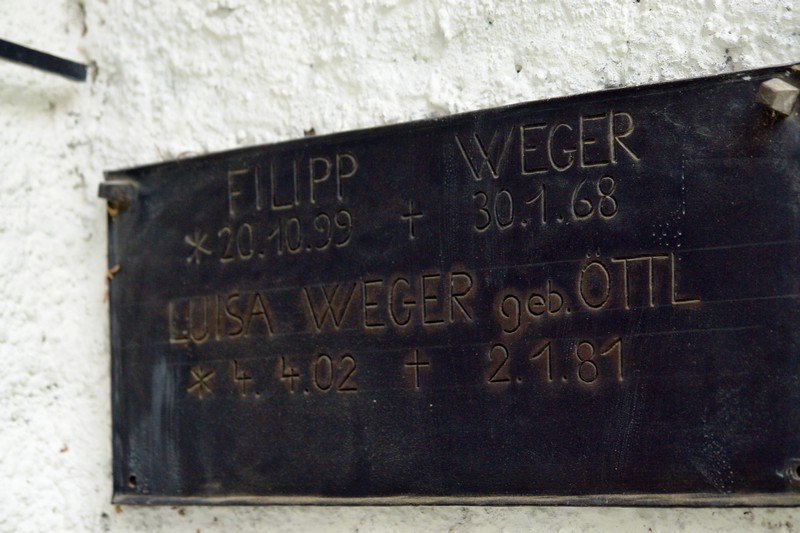 FILIPP WEGER
*20.10.99 † 30.1.68
LUISA WEGER geb. ÖTTL
* 4. 4.02 † 2.1.81